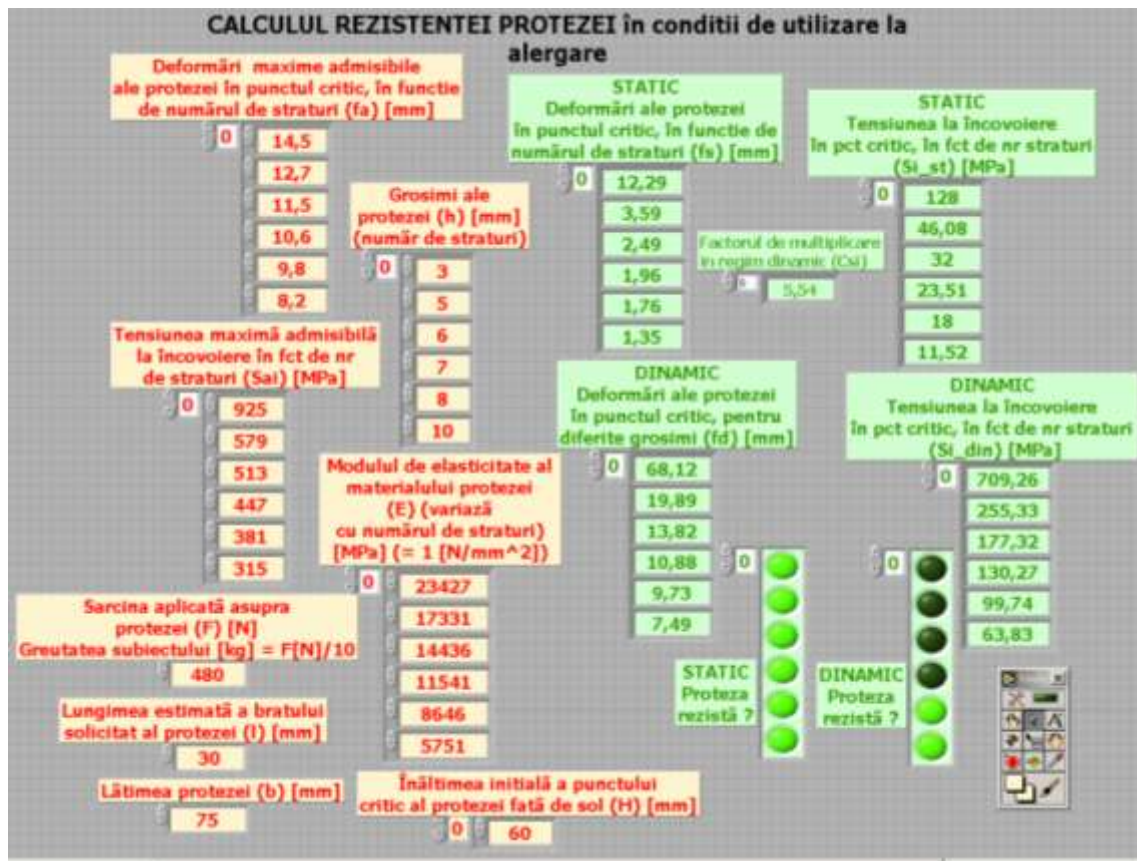 CALCULUL REZISTENTEI PROTEZEI în conditii de utilizare la
alergare
Deformări maxime admisibile
ale protezei în punctul critic, în functie
de numărul de straturi (fa) [mm]
0
14,5
12,7
11,5
10,6
9,8
8,2
Tensiunea maximă admisibilă
la încovoiere în fct de nr
de straturi (Sai) [MPa]
0
925
579
513
447
381
315
Sarcina aplicată asupra
protezei (F) [N]
Greutatea subiectului [kg] = F[N]/10
480
Lungimea estimată a bratului
solicitat al protezei (l) [mm]
30
Lătimea protezei (b) [mm]
75
Grosimi ale
protezei (h) [mm]
(număr de straturi)
0
3
5
6
7
8
10
Modulul de elasticitate al
materialului protezei
(E) (variază
cu numărul de straturi)
[MPa] (= 1 [N/mm^2])
0
23427
17331
14436
11541
8646
5751
Înăltimea initială a punctului
critic al protezei fată de sol (H) [mm]
0
60
STATIC
Deformări ale protezei
în punctul critic, în functie de
numărul de straturi (fs) [mm]
0
12,29
3,59
2,49
1,96
1,76
1,35
Factorul de multiplicare
in regim dinamic (Csi)
5,54
STATIC
Tensiunea la încovoiere
în pct critic, în fct de nr straturi
(Si_st) [MPa]
0
128
46,08
32
23,51
18
11,52
DINAMIC
Deformări ale protezei
în punctul critic, pentru
diferite grosimi (fd) [mm]
0
68,12
19,89
13,82
10,88
9,73
7,49
DINAMIC
Tensiunea la încovoiere
în pct critic, în fct de nr straturi
(Si_din) [MPa]
0
709,26
255,33
177,32
130,27
99,74
63,83
0
STATIC
Proteza
rezistă ?
0
DINAMIC
Proteza
rezistă ?
A